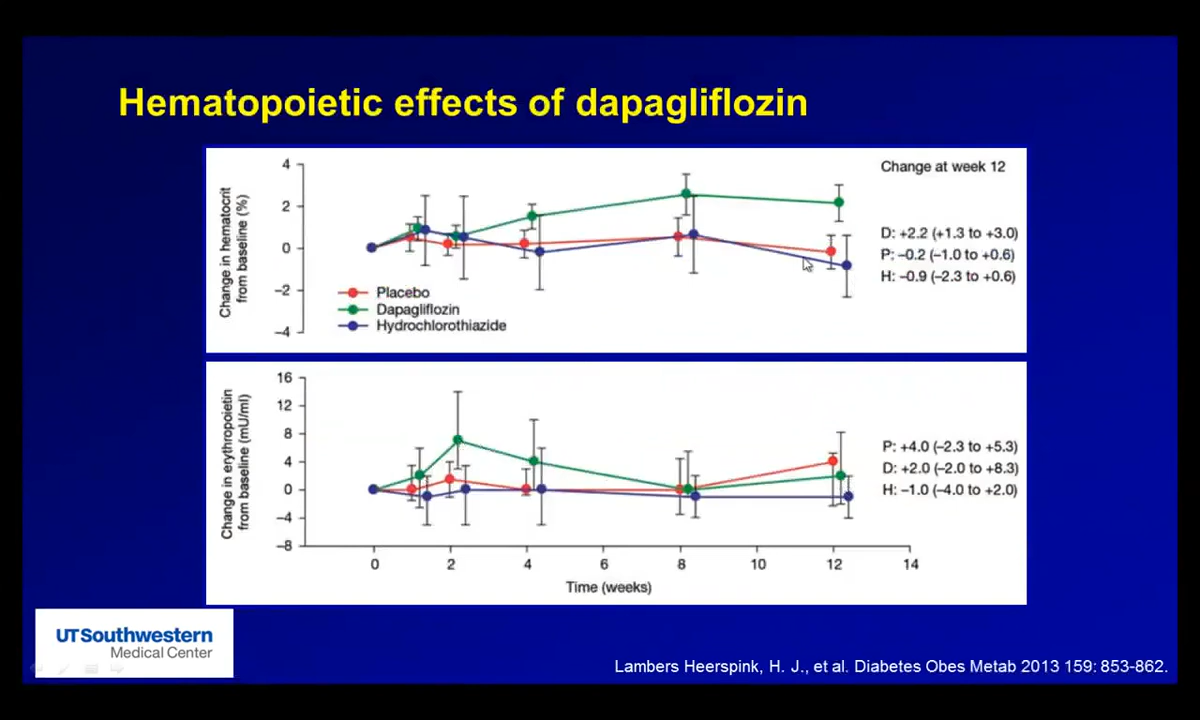 Hematopoietic effects of dapagliflozin
Change in hematocrit
from baseline (%)
4
2
0
−2
−4
Placebo
Dapagliflozin
Hydrochlorothiazide
Change at week 12
D: +2.2 (+1.3 to +3.0)
P: −0.2 (−1.0 to +0.6)
H: −0.9 (−2.3 to +0.6)
Change in erythropoietin
from baseline (mU/ml)
16
12
8
4
0
−4
−8
P: +4.0 (−2.3 to +5.3)
D: +2.0 (−2.0 to +8.3)
H: −1.0 (−4.0 to +2.0)
0 2 4 6 8 10 12 14
Time (weeks)
UTSouthwestern
Medical Center
Lambers Heerspink, H. J., et al. Diabetes Obes Metab 2013 159: 853-862.